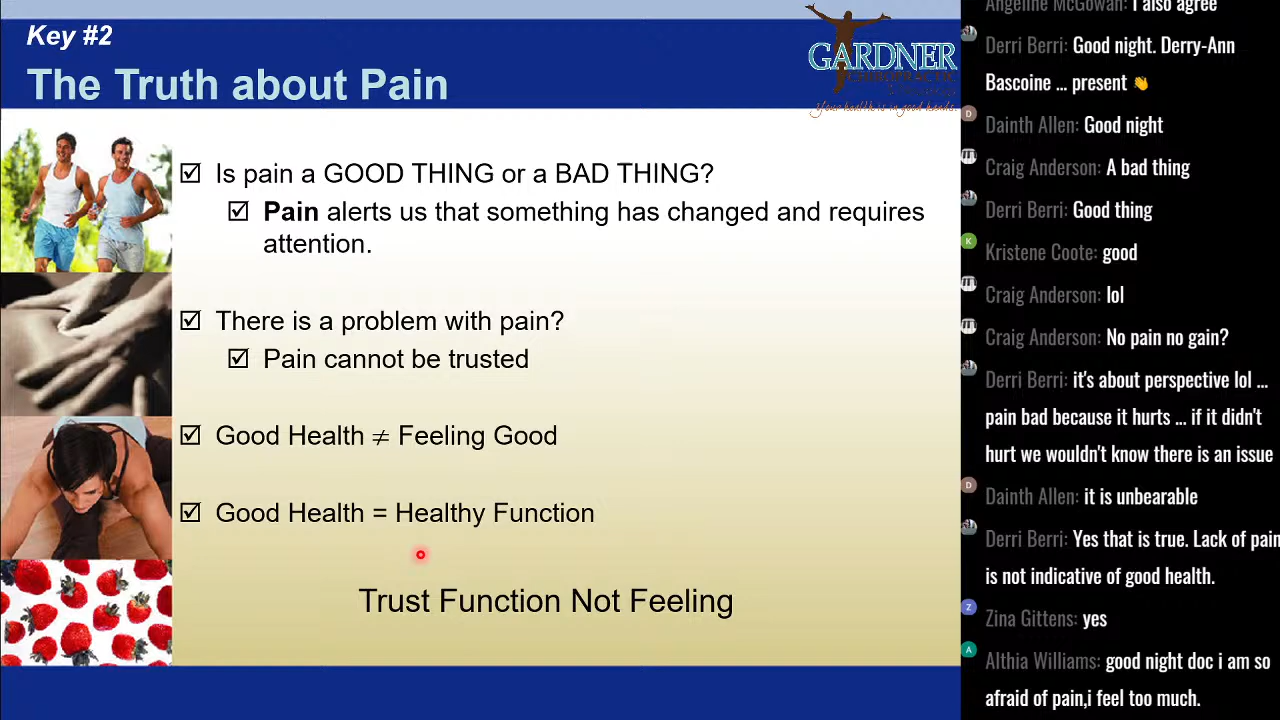 Key #2
The Truth about Pain
GARDNER
CHIROPRACTIC
Your health is in good hands.
Is pain a GOOD THING or a BAD THING?
Pain alerts us that something has changed and requires
attention.
There is a problem with pain?
Pain cannot be trusted
Good Health ≠ Feeling Good
Good Health = Healthy Function
Trust Function Not Feeling
Angeline McGowan: I also agree
Derri Berri: Good night. Derry-Ann
Bascoine ... present 👏
D
Dainth Allen: Good night
Craig Anderson: A bad thing
Derri Berri: Good thing
K
Kristene Coote: good
Craig Anderson: lol
Craig Anderson: No pain no gain?
Derri Berri: it's about perspective lol ...
pain bad because it hurts ... if it didn't
hurt we wouldn't know there is an issue
D
Dainth Allen: it is unbearable
Derri Berri: Yes that is true. Lack of pain
is not indicative of good health.
Z
Zina Gittens: yes
A
Althia Williams: good night doc i am so
afraid of pain,i feel too much.